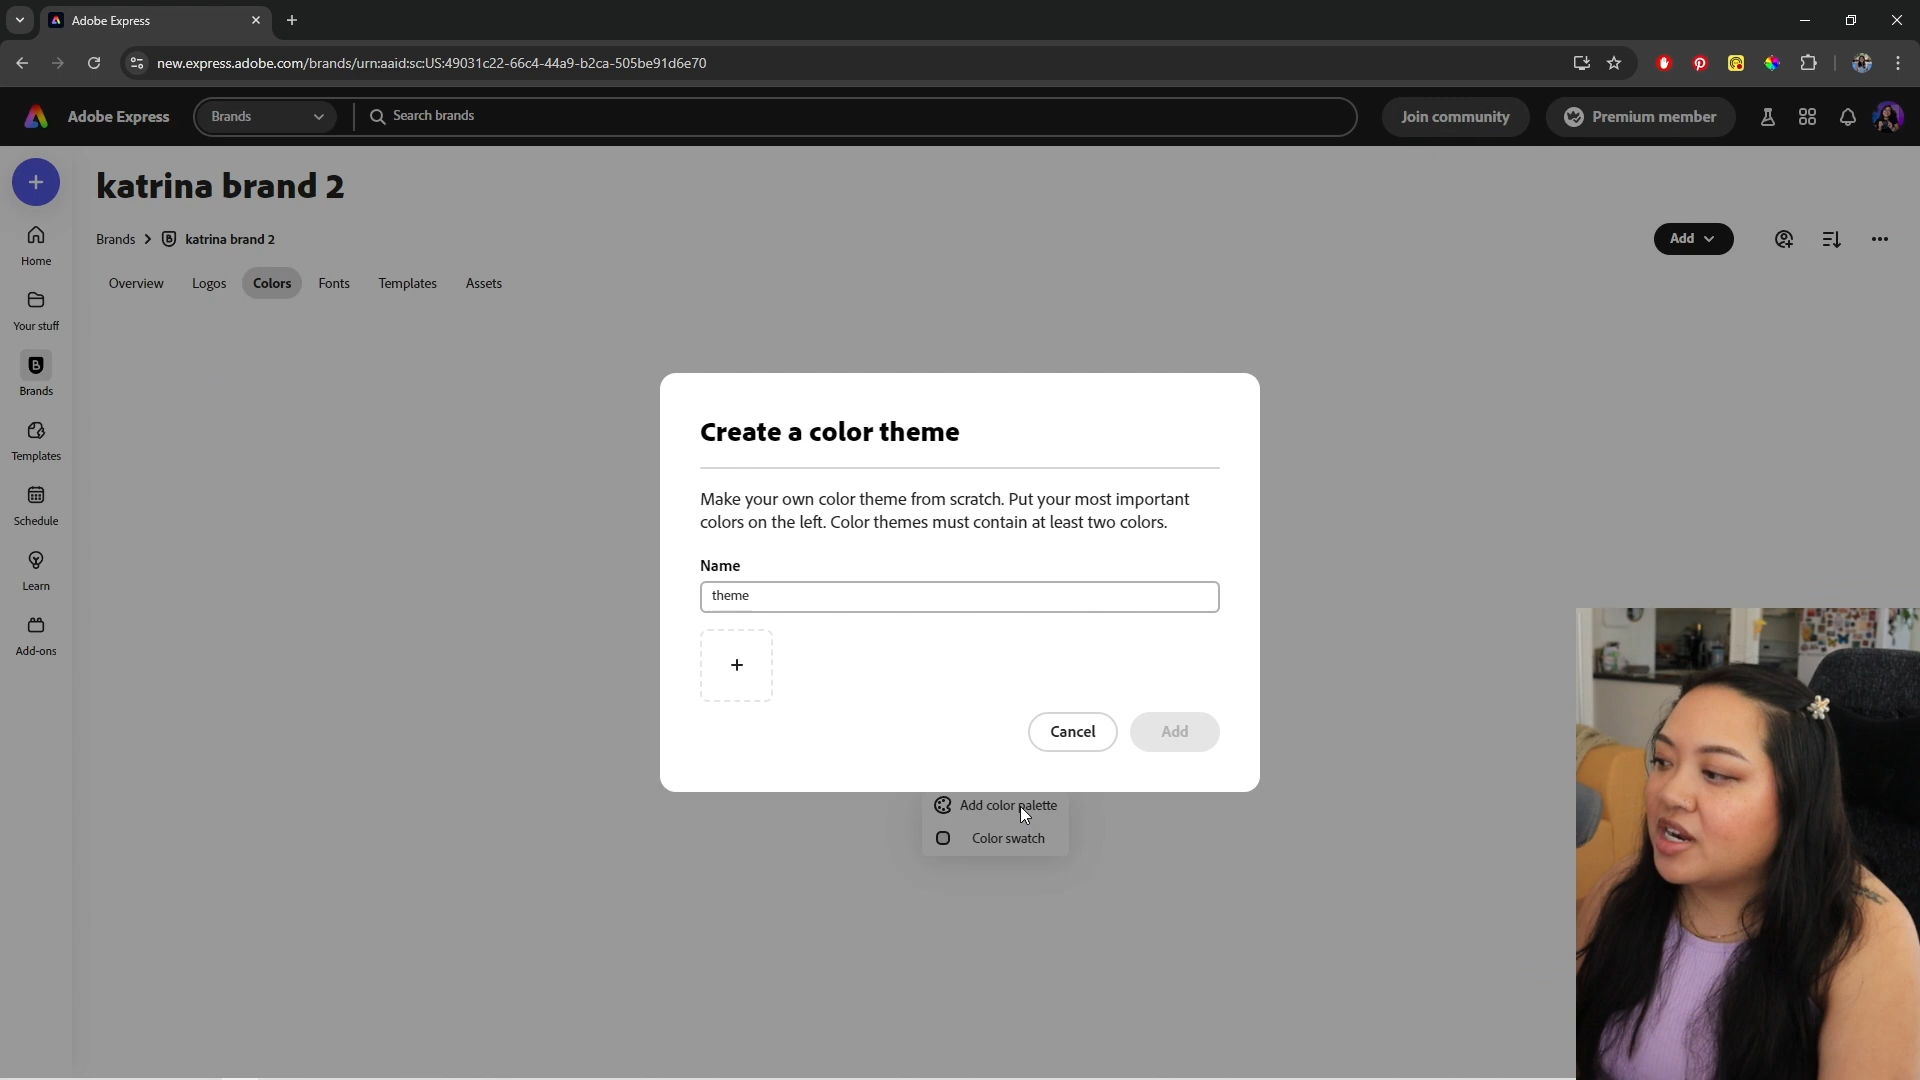 Adobe Express
new.express.adobe.com/brands/urn:aaid:sc:US:49031c22-66c4-44a9-b2ca-505be91d6e70
Adobe Express
Brands
Search brands
Join community
Premium member
katrina brand 2
Brands
katrina brand 2
Add
Overview
Logos
Colors
Fonts
Templates
Assets
Home
Your stuff
Brands
Templates
Schedule
Learn
Add-ons
Create a color theme
Make your own color theme from scratch. Put your most important
colors on the left. Color themes must contain at least two colors.
Name
theme
Cancel
Add
Add color palette
Color swatch